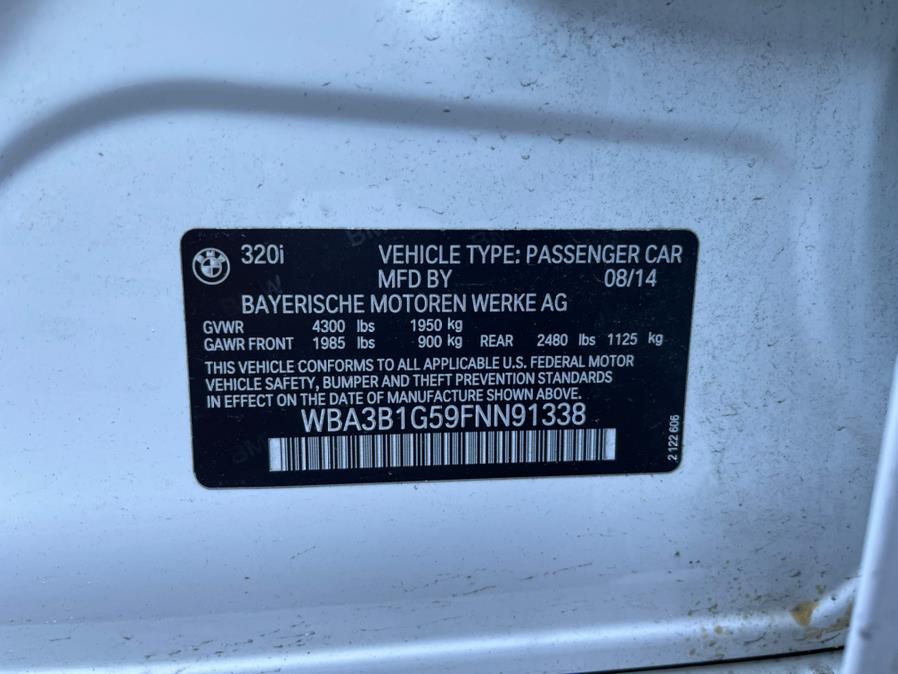 320i VEHICLE TYPE: PASSENGER CAR
MFD BY 08/14
BAYERISCHE MOTOREN WERKE AG
GVWR 4300 lbs 1950 kg
GAWR FRONT 1985 lbs 900 kg REAR 2480 lbs 1125 kg
THIS VEHICLE CONFORMS TO ALL APPLICABLE U.S. FEDERAL MOTOR
VEHICLE SAFETY, BUMPER AND THEFT PREVENTION STANDARDS
IN EFFECT ON THE DATE OF MANUFACTURE SHOWN ABOVE.
WBA3B1G59FNN91338
2 122 606
BMW